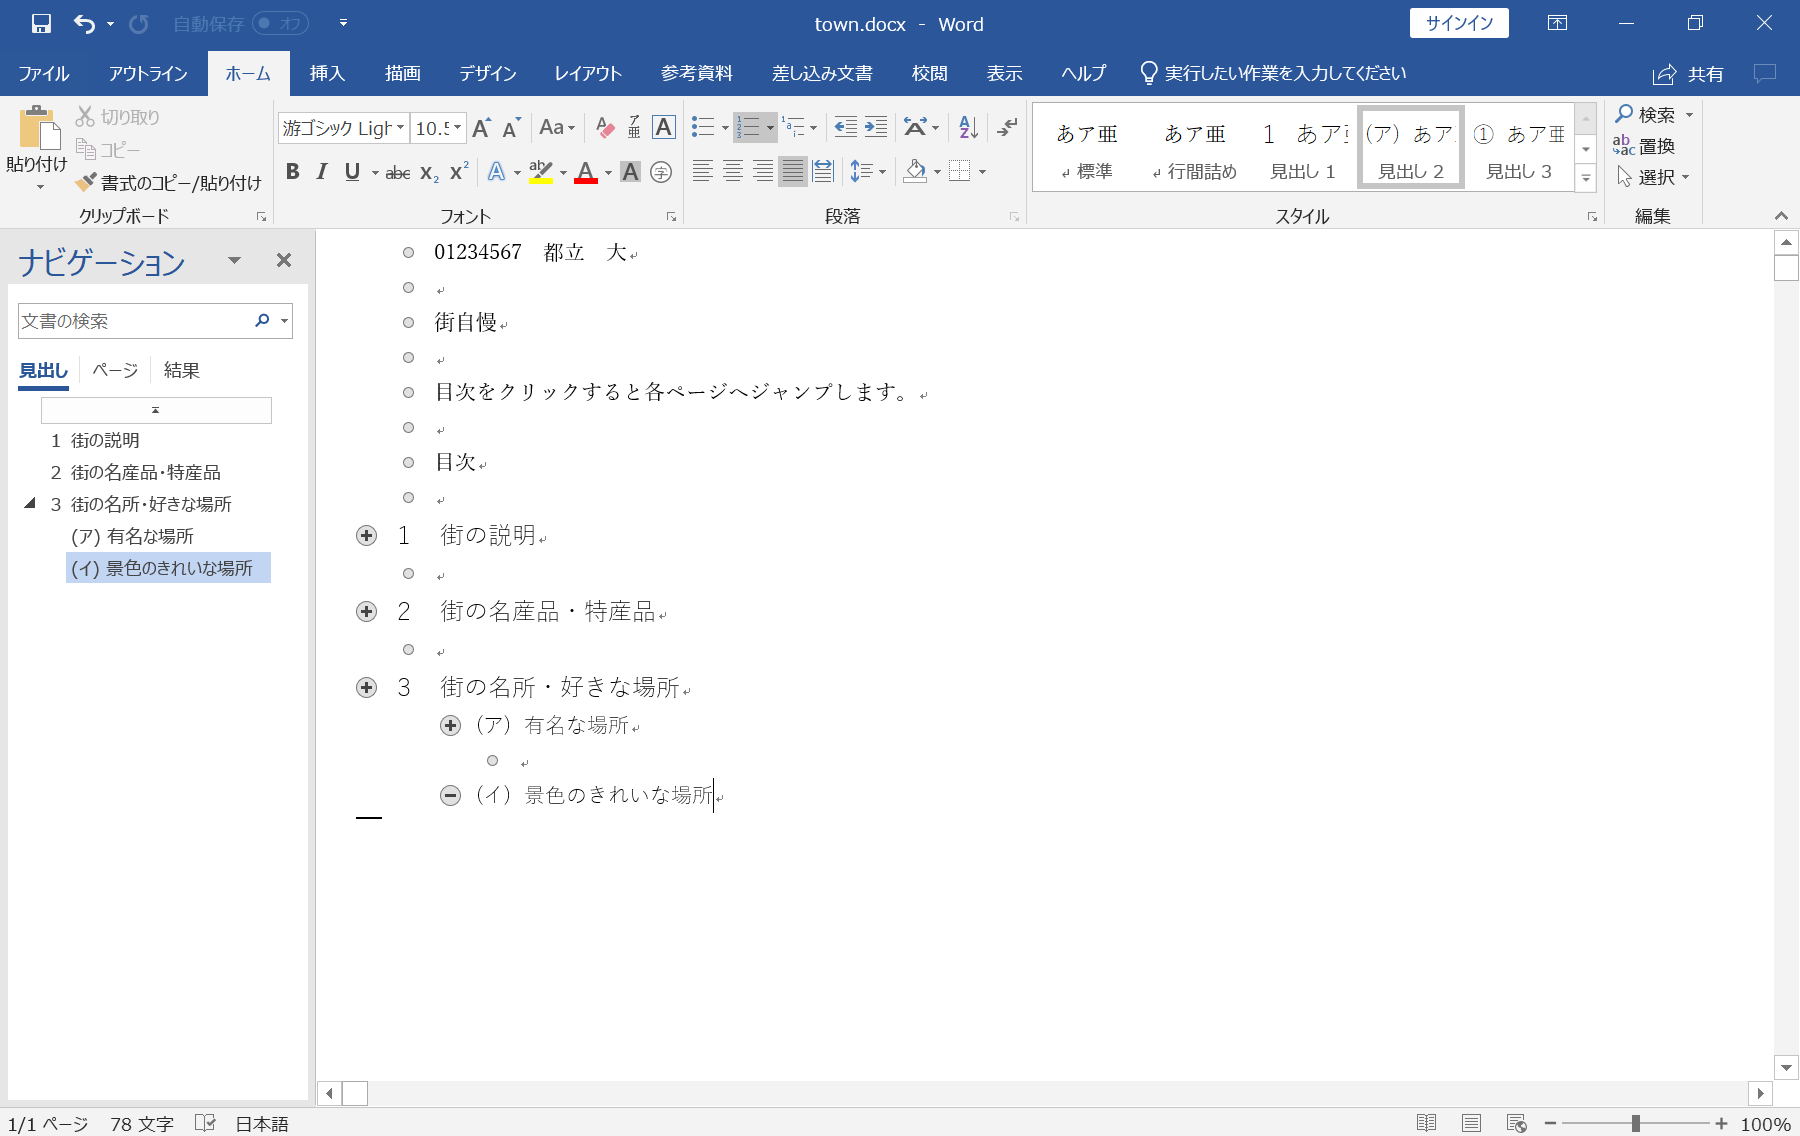 自動保存 オフ
town.docx - Word
サインイン
ファイル アウトライン ホーム 挿入 描画 デザイン レイアウト 参考資料 差し込み文書 校閲 表示 ヘルプ 実行したい作業を入力してください 共有
貼り付け
切り取り
コピー
書式のコピー/貼り付け
クリップボード
游ゴシック Ligh 10.5
Aa
ア亜
A
B I U abc X₂ X² A ab A A 字
フォント
段落
あア亜 標準
あア亜 行間詰め
1 あア 見出し 1
(ア) あア 見出し 2
① あア亜 見出し 3
スタイル
検索
置換
選択
編集
ナビゲーション
文書の検索
見出し ページ 結果
1 街の説明
2 街の名産品・特産品
3 街の名所・好きな場所
(ア) 有名な場所
(イ) 景色のきれいな場所
01234567 都立 大
街自慢
目次をクリックすると各ページへジャンプします。
目次
1 街の説明
2 街の名産品・特産品
3 街の名所・好きな場所
(ア) 有名な場所
(イ) 景色のきれいな場所
1/1 ページ 78 文字 日本語 100%